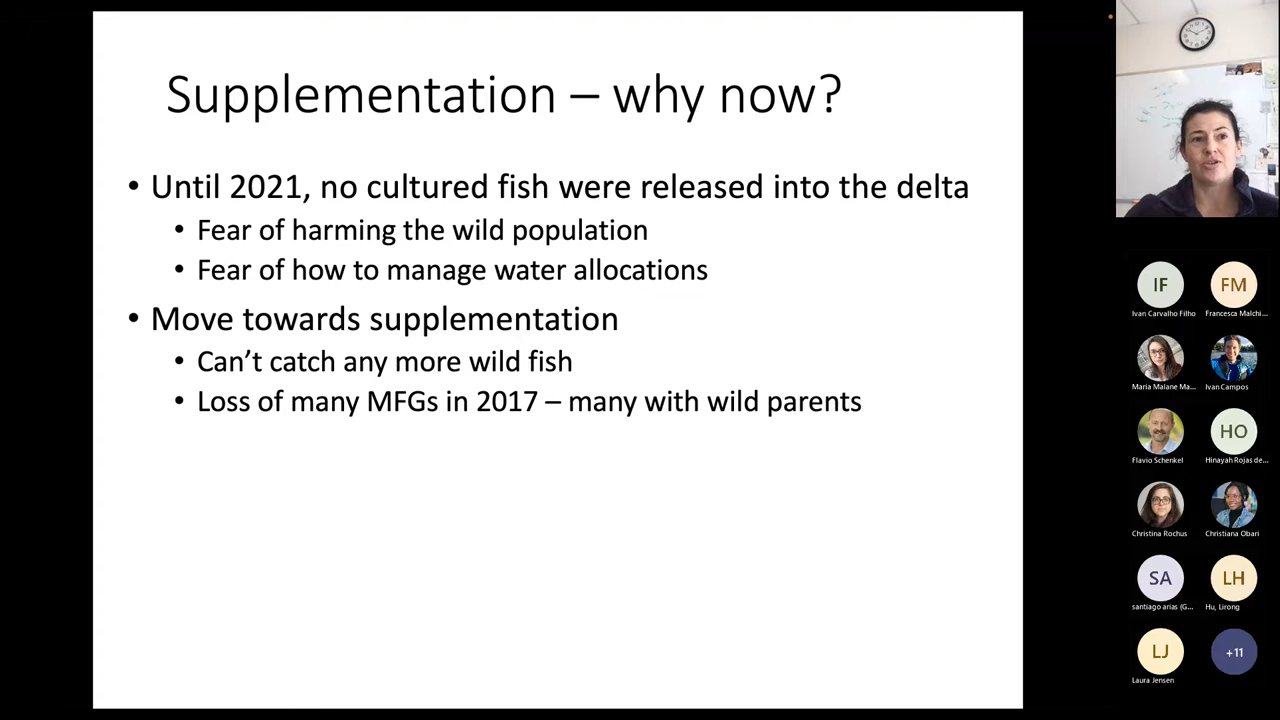 Supplementation – why now?
• Until 2021, no cultured fish were released into the delta
• Fear of harming the wild population
• Fear of how to manage water allocations
• Move towards supplementation
• Can’t catch any more wild fish
• Loss of many MFGs in 2017 – many with wild parents
IF
FM
Ivan Carvalho Filho
Francesca Malchi...
Maria Malane Ma...
Ivan Campos
HO
Flavio Schenkel
Hinayah Rojas de...
Christina Rochus
Christiana Obari
SA
LH
santiago arias (G...
Hu, Lirong
LJ
+11
Laura Jensen